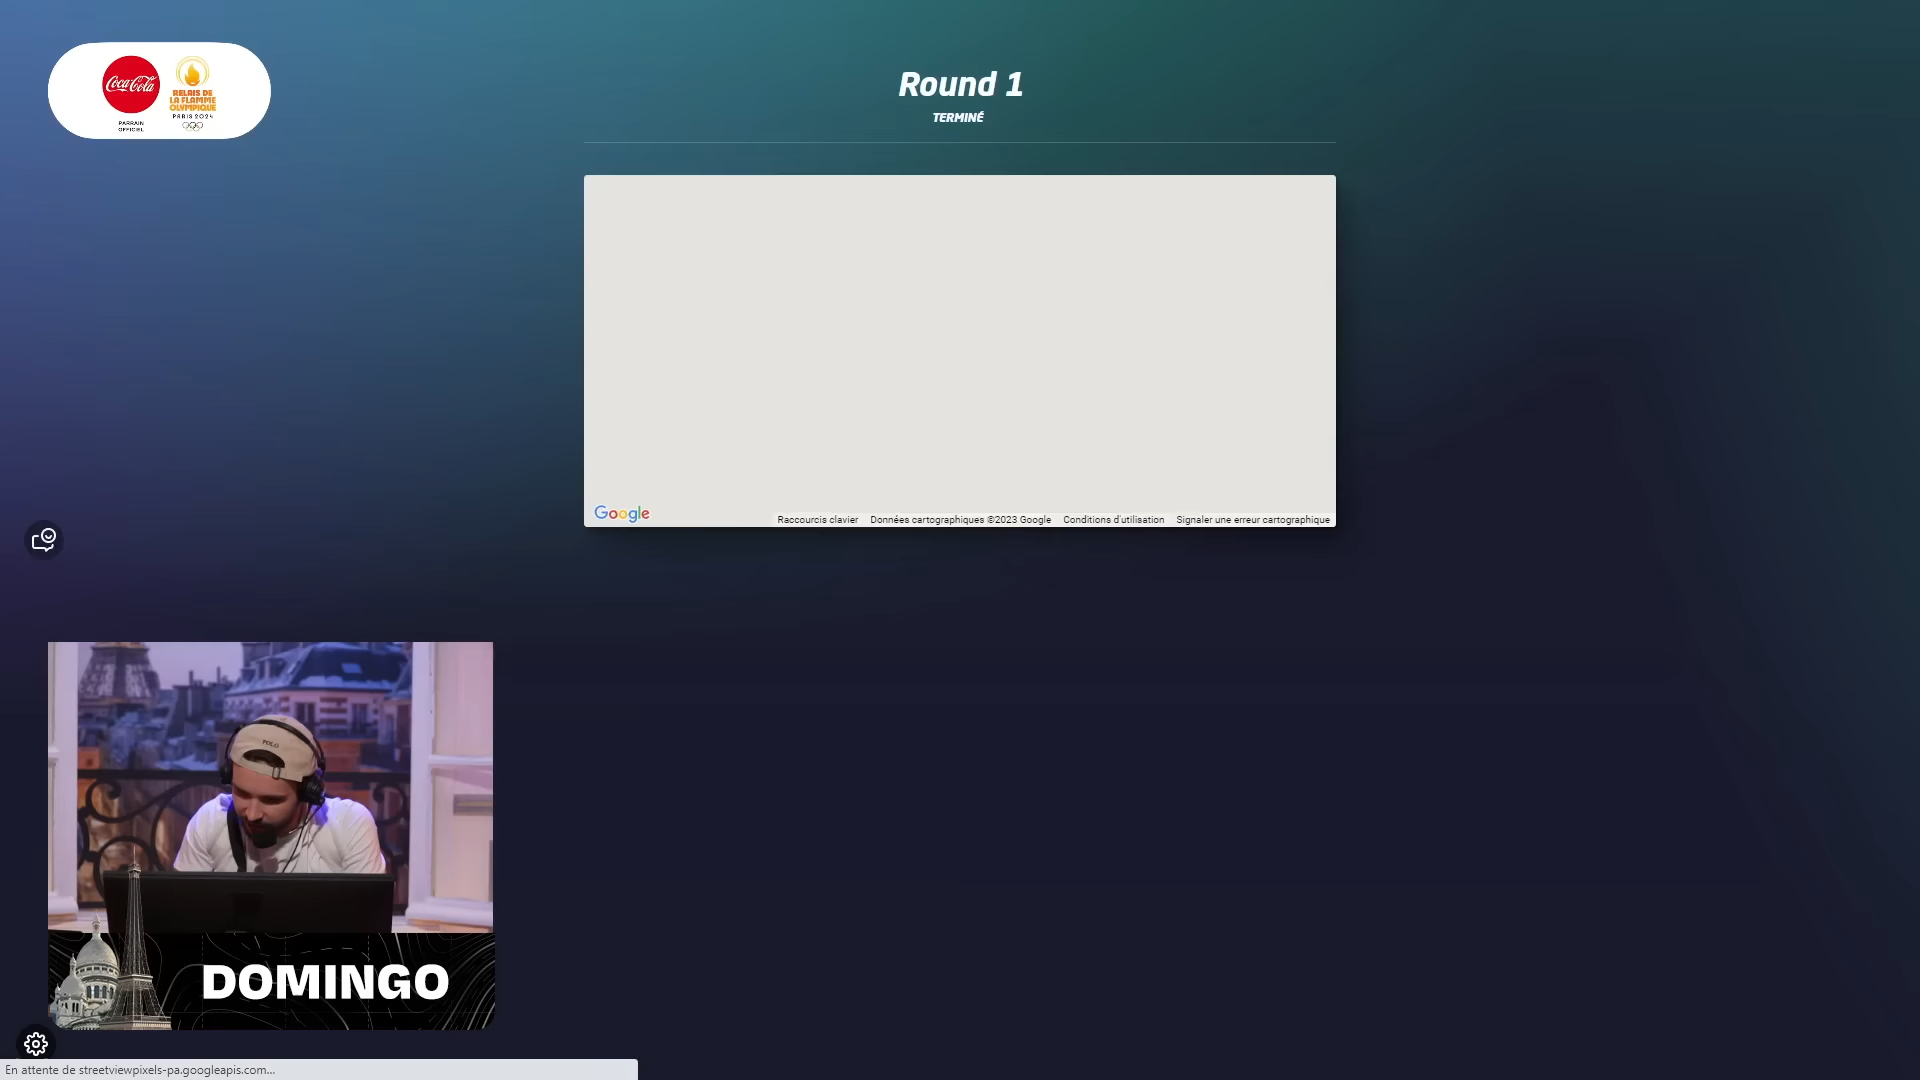 Coca-Cola
PARRAIN
OFFICIEL
RELAIS DE
LA FLAMME
OLYMPIQUE
PARIS 2024
Round 1
TERMINÉ
Google
Raccourcis clavier
Données cartographiques ©2023 Google
Conditions d'utilisation
Signaler une erreur cartographique
POLO
DOMINGO
En attente de streetviewpixels-pa.googleapis.com...